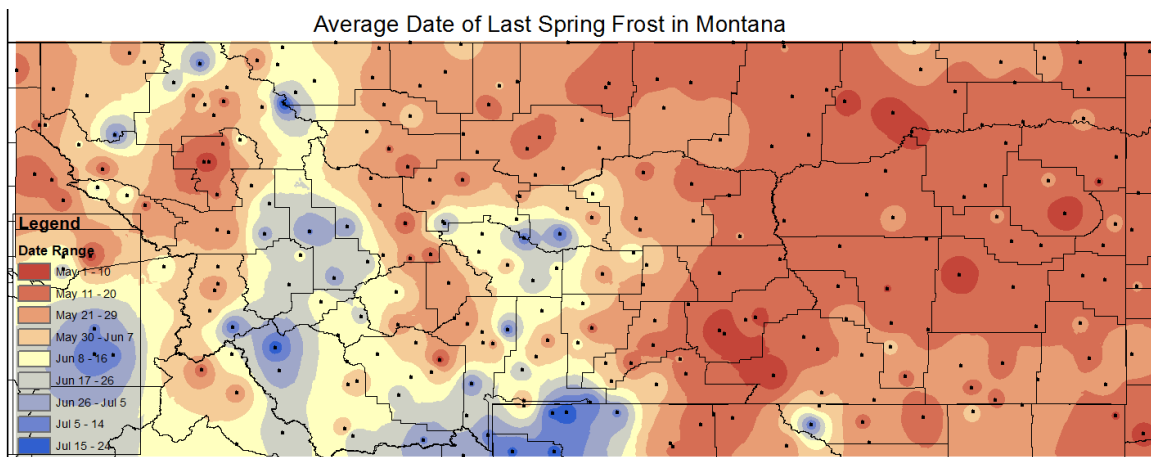 Average Date of Last Spring Frost in Montana
Legend
Date Range
May 1 - 10
May 11 - 20
May 21 - 29
May 30 - Jun 7
Jun 8 - 16
Jun 17 - 26
Jun 26 - Jul 5
Jul 5 - 14
Jul 15 - 24